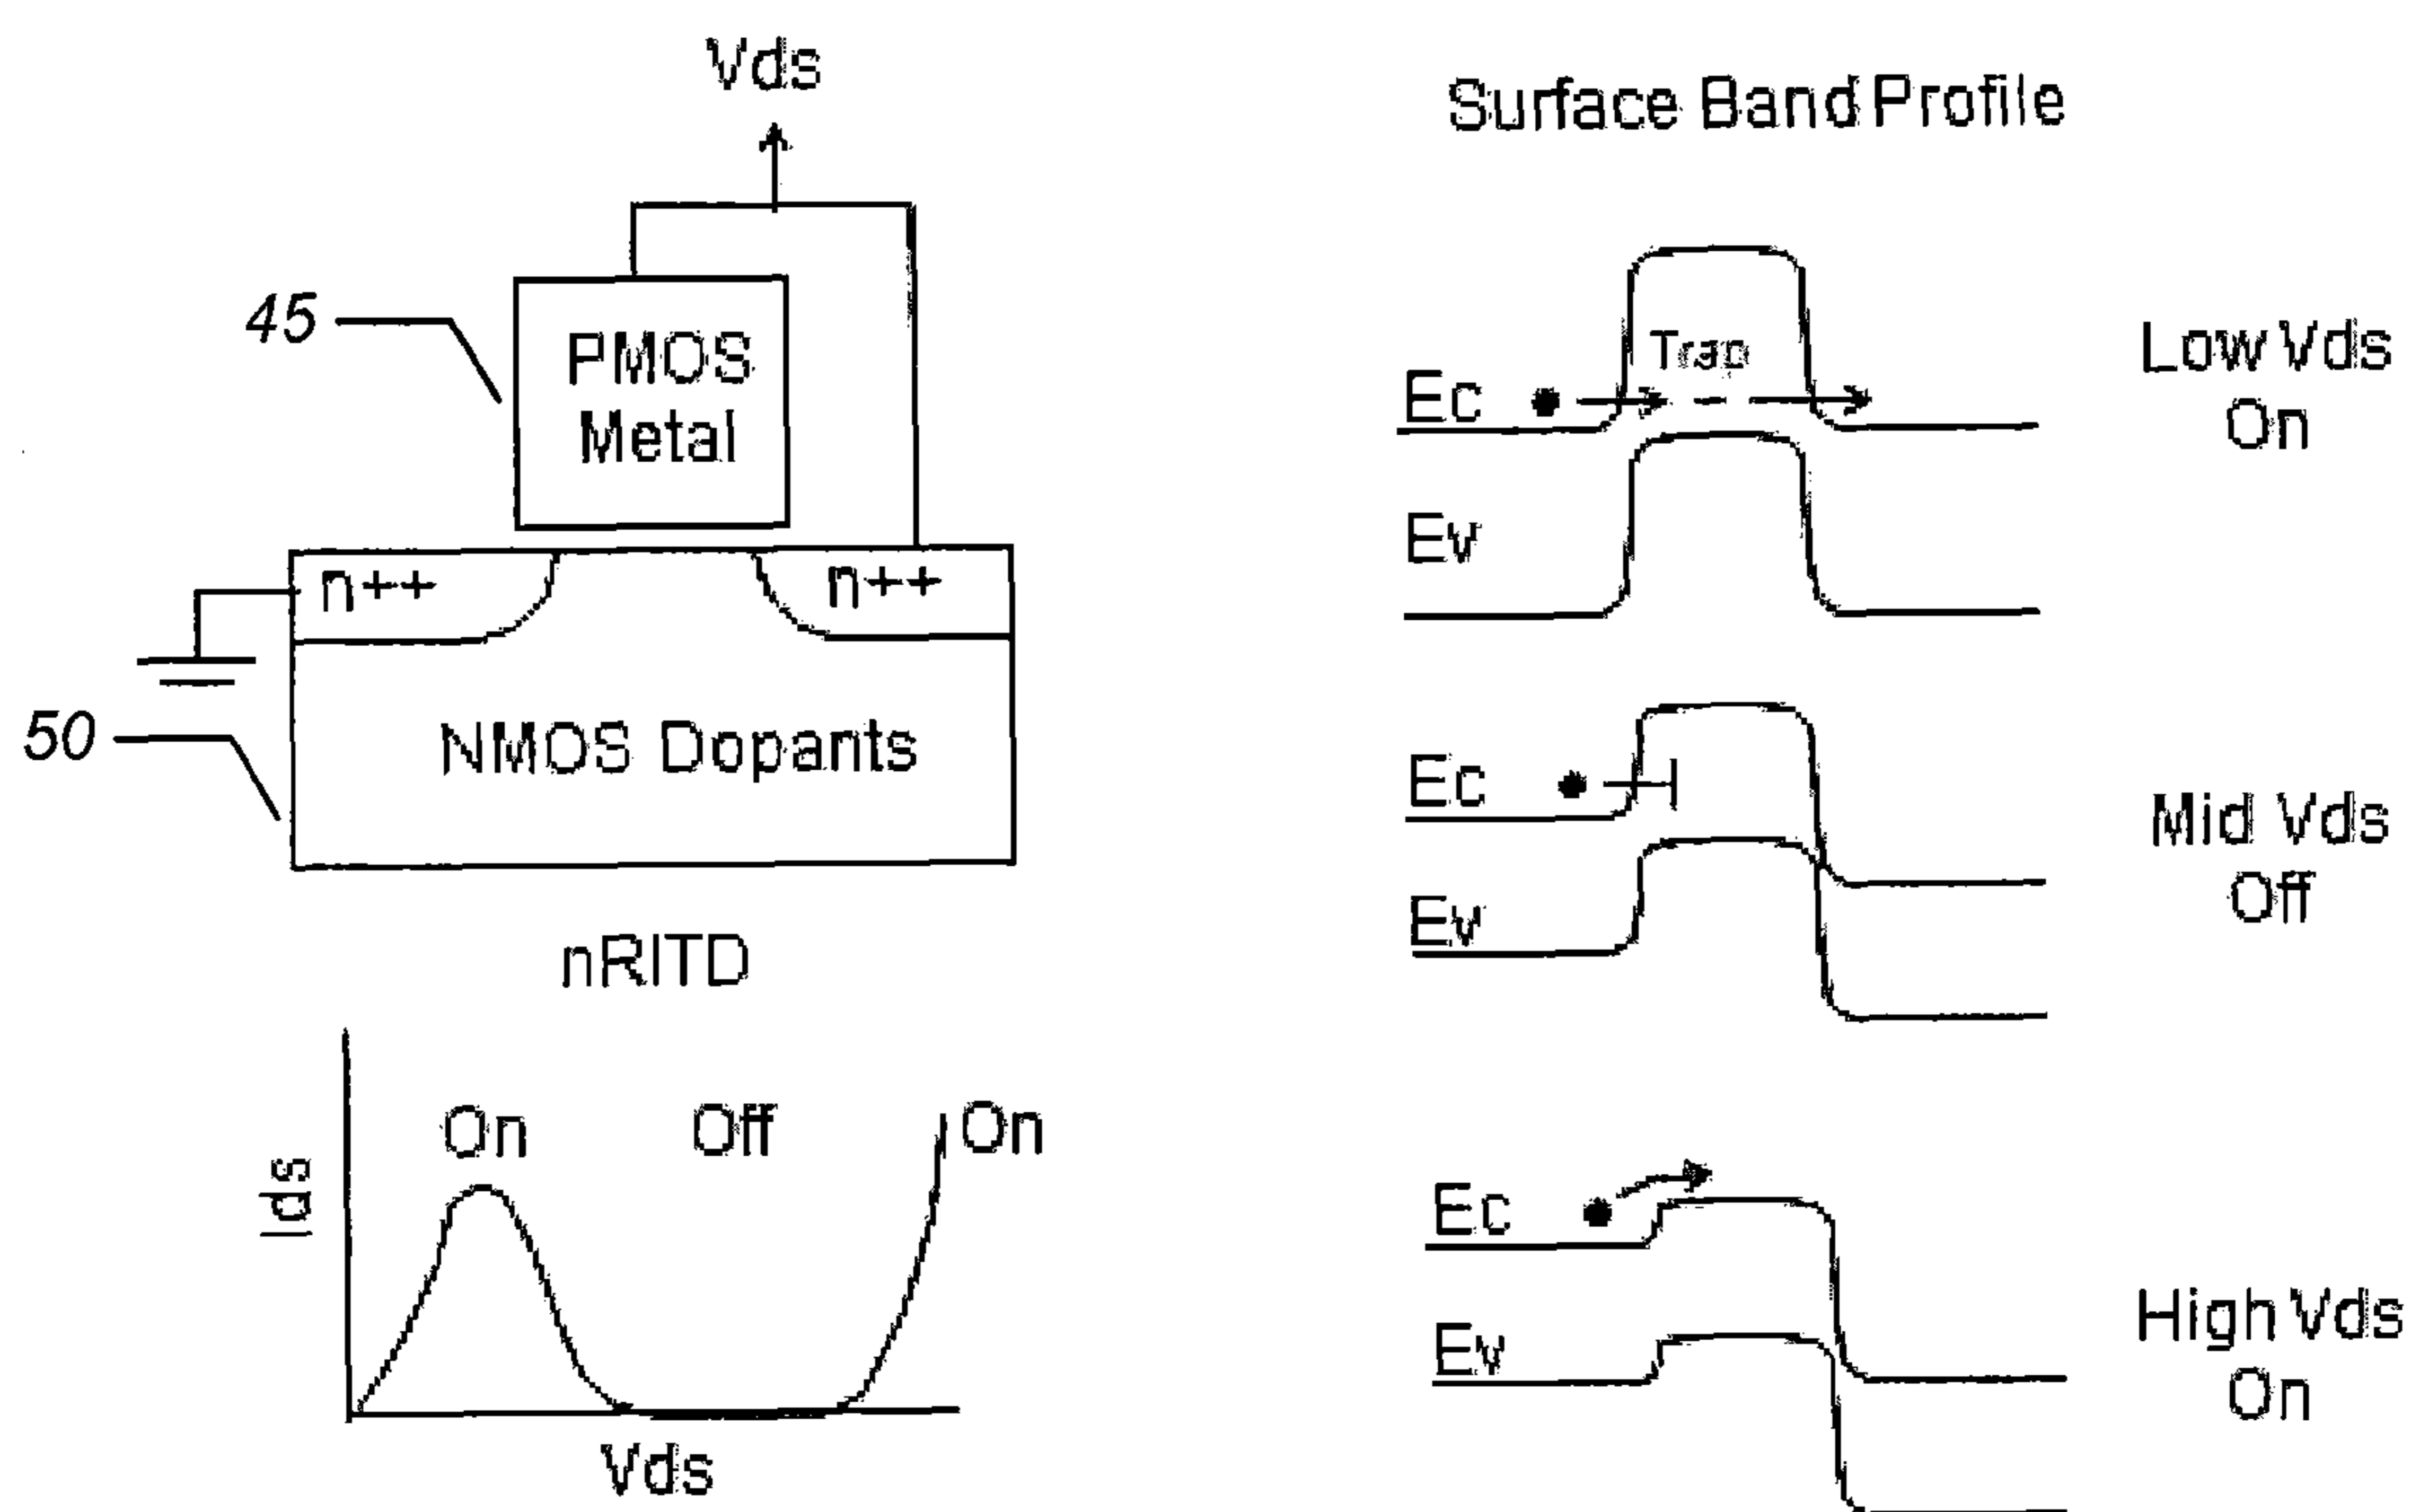 Vds
45
PMOS
Metal
n++
n++
50
NMOS Dopants
nRITD
On
Off
On
Ids
Vds
Surface Band Profile
Ec
Trap
Ev
Low Vds
On
Ec
Ev
Mid Vds
Off
Ec
Ev
High Vds
On